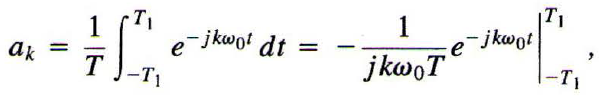 a_k = \frac{1}{T} \int_{-T_1}^{T_1} e^{-jk\omega_0 t} dt = -\frac{1}{jk\omega_0 T} e^{-jk\omega_0 t} \Big|_{-T_1}^{T_1} ,